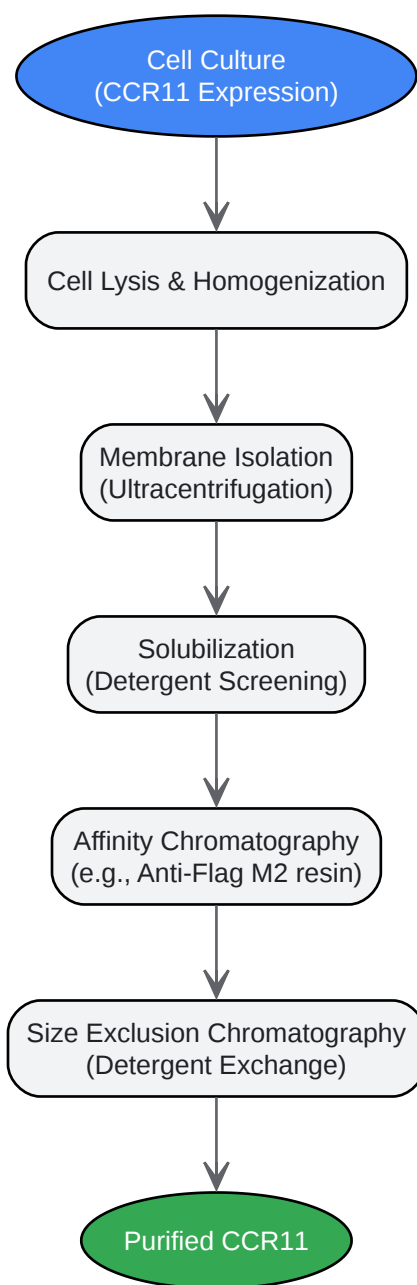 Cell Culture
(CCR11 Expression)
Cell Lysis & Homogenization
Membrane Isolation
(Ultracentrifugation)
Solubilization
(Detergent Screening)
Affinity Chromatography
(e.g., Anti-Flag M2 resin)
Size Exclusion Chromatography
(Detergent Exchange)
Purified CCR11